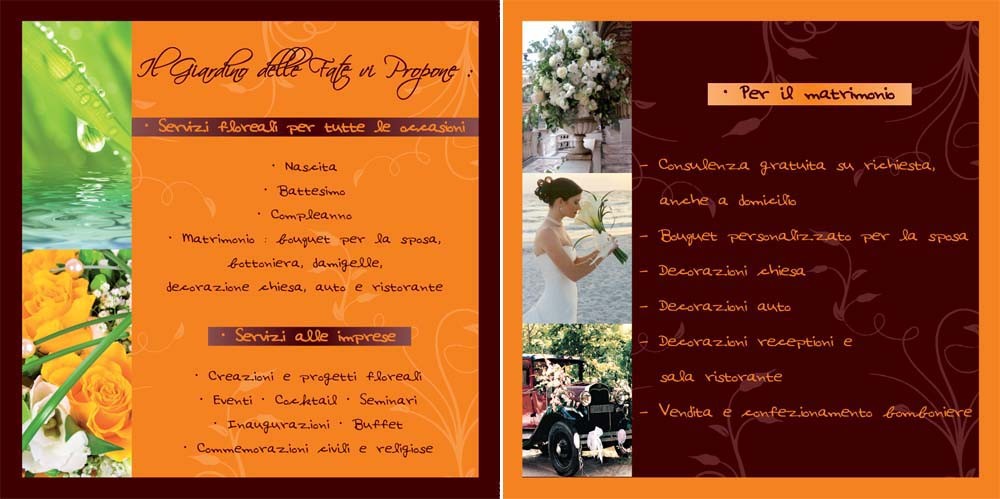 Il Giardino delle Fate vi Propone :
· Servizi floreali per tutte le occasioni
· Nascita
· Battesimo
· Compleanno
· Matrimonio : bouguet per la sposa,
bottoniera, damigelle,
decorazione chiesa, auto e ristorante
· Servizi alle imprese
· Creazioni e progetti floreali
· Eventi · Cocktail · Seminari
· Inaugurazioni · Buffet
· Commemorazioni civili e religiose
· Per il matrimonio
- Consulenza gratuita su richiesta,
anche a domicilio
- Bouguet personalizzato per la sposa
- Decorazioni chiesa
- Decorazioni auto
- Decorazioni receptioni e
sala ristorante
- Vendita e confezionamento bomboniere